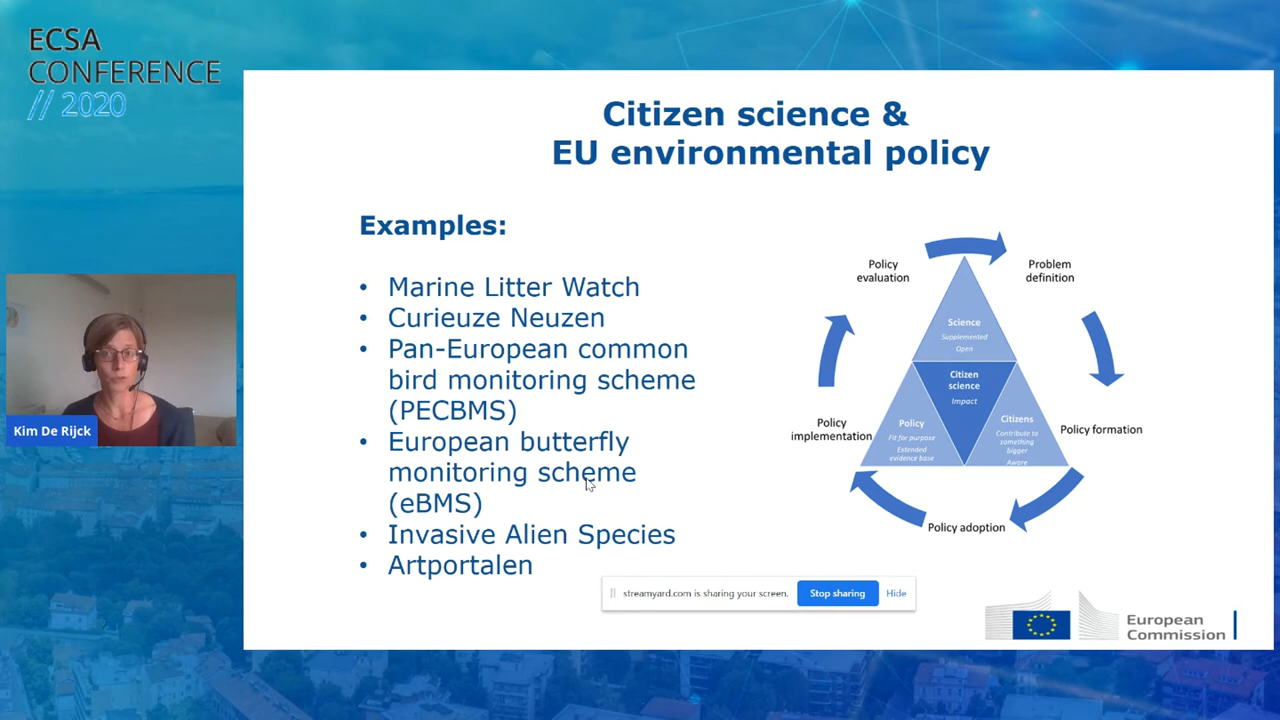 ECSA
CONFERENCE
// 2020
Citizen science &
EU environmental policy
Examples:
• Marine Litter Watch
• Curieuze Neuzen
• Pan-European common
bird monitoring scheme
(PECBMS)
• European butterfly
monitoring scheme
(eBMS)
• Invasive Alien Species
• Artportalen
Policy
evaluation
Problem
definition
Science
Supplemented
Open
Citizen
science
Impact
Policy
Fit for purpose
Extended
evidence base
Citizens
Contribute to
something
bigger
Aware
Policy
implementation
Policy formation
Policy adoption
Kim De Rijck
streamyard.com is sharing your screen.
Stop sharing
Hide
European
Commission